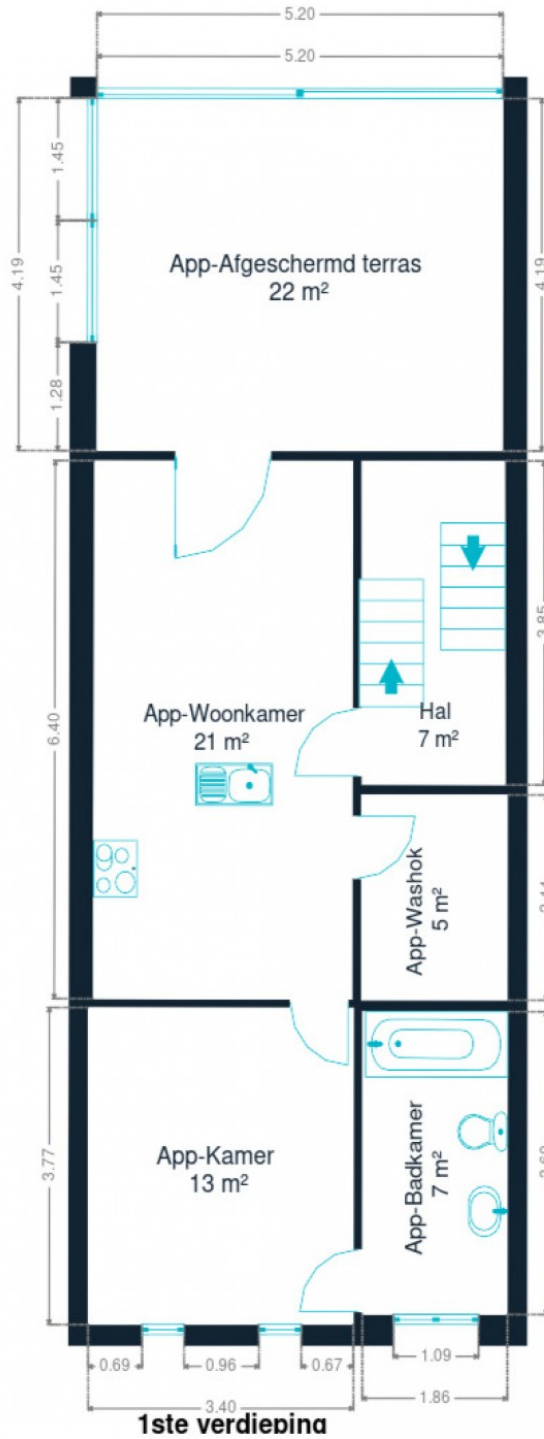 5.20
5.20
1.45
4.19
1.45
1.28
4.19
App-Afgeschermd terras
22 m²
6.40
App-Woonkamer
21 m²
Hal
7 m²
App-Washok
5 m²
App-Kamer
13 m²
3.77
App-Badkamer
7 m²
0.69
0.96
0.67
1.09
3.40
1.86
1ste verdieping